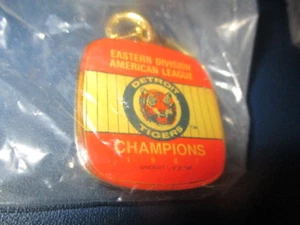 EASTERN DIVISION
AMERICAN LEAGUE
DETROIT
TIGERS
CHAMPIONS